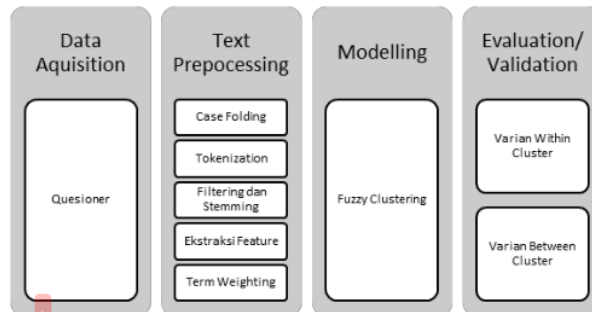 Data
Aquisition
Quesioner
Text
Prepocessing
Case Folding
Tokenization
Filtering dan
Stemming
Ekstraksi Feature
Term Weighting
Modelling
Fuzzy Clustering
Evaluation/
Validation
Varian Within
Cluster
Varian Between
Cluster